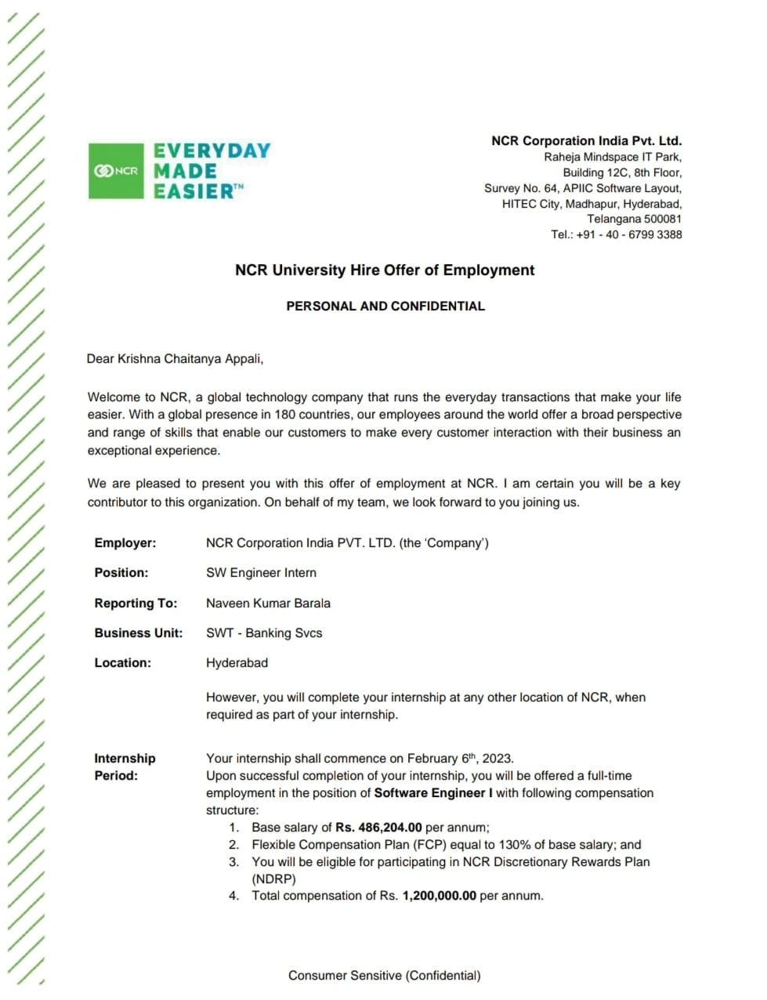 NCR
EVERYDAY
MADE
EASIER™
NCR Corporation India Pvt. Ltd.
Raheja Mindspace IT Park,
Building 12C, 8th Floor,
Survey No. 64, APIIC Software Layout,
HITEC City, Madhapur, Hyderabad,
Telangana 500081
Tel.: +91 - 40 - 6799 3388
NCR University Hire Offer of Employment
PERSONAL AND CONFIDENTIAL
Dear Krishna Chaitanya Appali,
Welcome to NCR, a global technology company that runs the everyday transactions that make your life
easier. With a global presence in 180 countries, our employees around the world offer a broad perspective
and range of skills that enable our customers to make every customer interaction with their business an
exceptional experience.
We are pleased to present you with this offer of employment at NCR. I am certain you will be a key
contributor to this organization. On behalf of my team, we look forward to you joining us.
Employer: NCR Corporation India PVT. LTD. (the ‘Company’)
Position: SW Engineer Intern
Reporting To: Naveen Kumar Barala
Business Unit: SWT - Banking Svcs
Location: Hyderabad
However, you will complete your internship at any other location of NCR, when
required as part of your internship.
Internship Your internship shall commence on February 6th, 2023.
Period: Upon successful completion of your internship, you will be offered a full-time
employment in the position of Software Engineer I with following compensation
structure:
1. Base salary of Rs. 486,204.00 per annum;
2. Flexible Compensation Plan (FCP) equal to 130% of base salary; and
3. You will be eligible for participating in NCR Discretionary Rewards Plan
(NDRP)
4. Total compensation of Rs. 1,200,000.00 per annum.
Consumer Sensitive (Confidential)